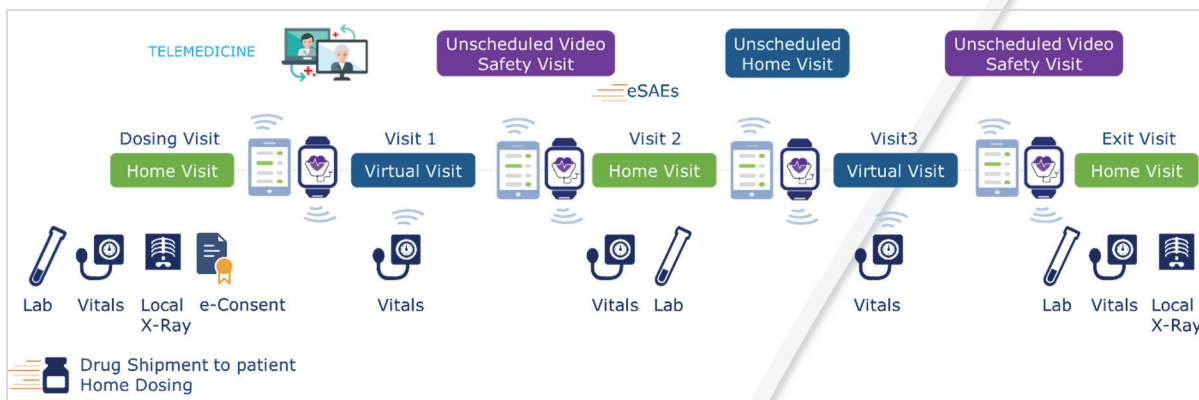 TELEMEDICINE
Unscheduled Video
Safety Visit
Unscheduled
Home Visit
Unscheduled Video
Safety Visit
eSAEs
Dosing Visit
Home Visit
Visit 1
Virtual Visit
Visit 2
Home Visit
Visit3
Virtual Visit
Exit Visit
Home Visit
Lab
Vitals
Local
X-Ray
e-Consent
Vitals
Vitals
Lab
Vitals
Lab
Vitals
Local
X-Ray
Drug Shipment to patient
Home Dosing